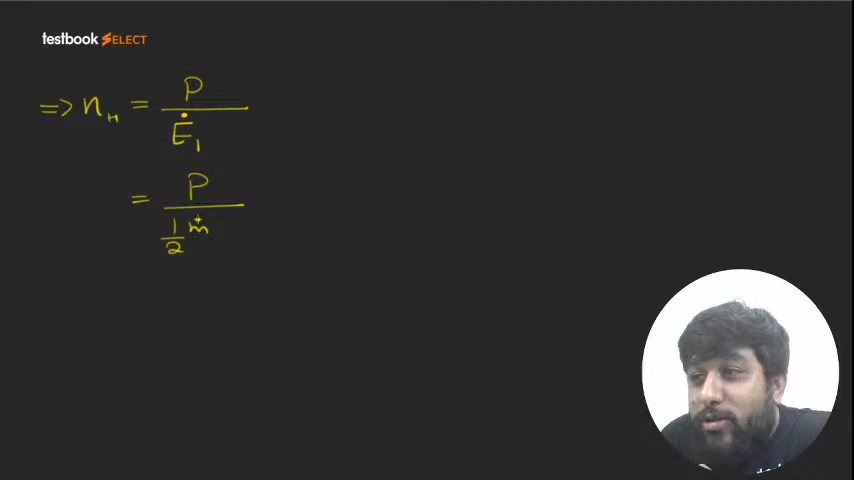 testbook SELECT
=> n_H = P / Ė₁
= P / ½ ṁ